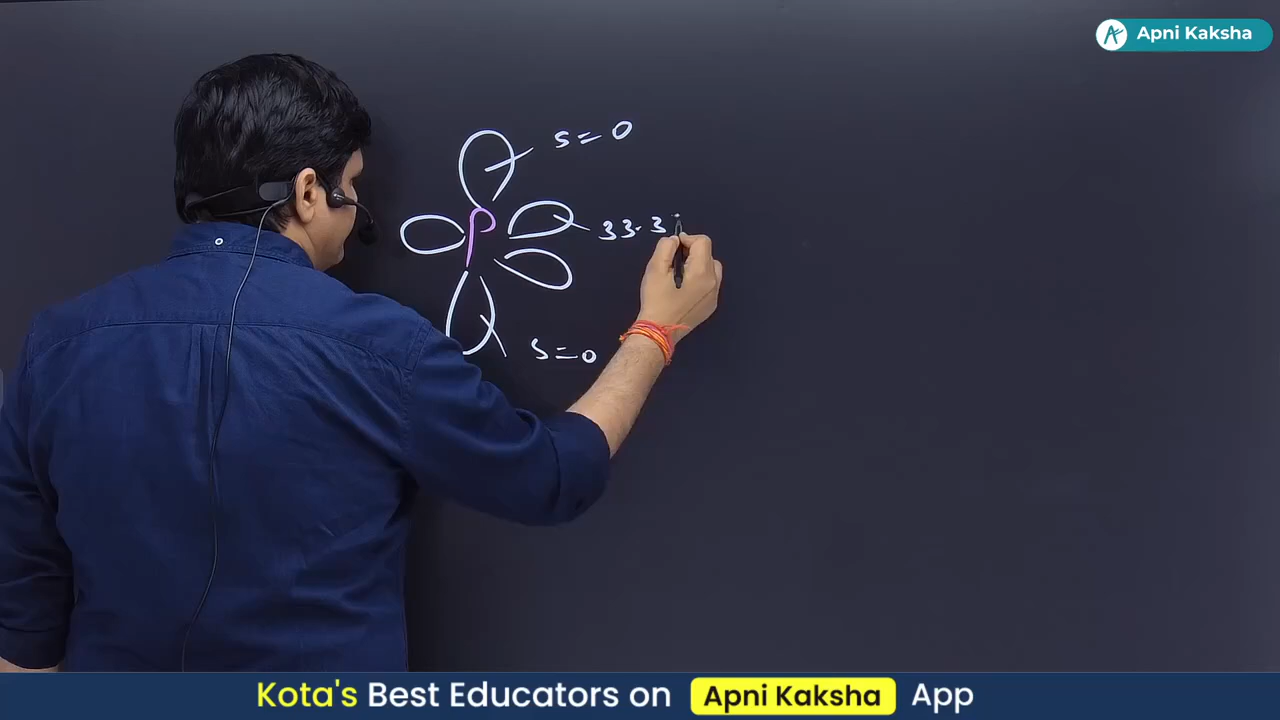 Apni Kaksha
s=0
P
33.3
s=0
Kota's Best Educators on Apni Kaksha App